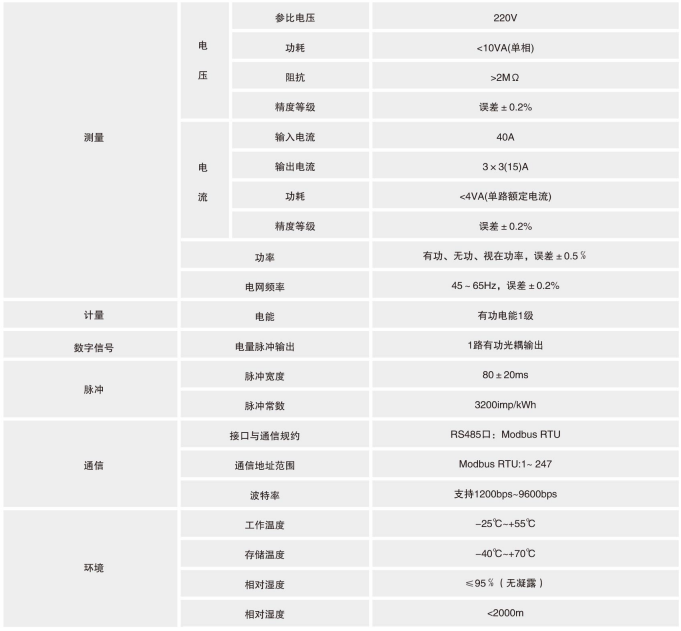 测量
电压
参比电压 220V
功耗 <10VA(单相)
阻抗 >2MΩ
精度等级 误差±0.2%
电流
输入电流 40A
输出电流 3×3(15)A
功耗 <4VA(单路额定电流)
精度等级 误差±0.2%
功率 有功、无功、视在功率，误差±0.5%
电网频率 45~65Hz，误差±0.2%
计量 电能 有功电能1级
数字信号 电量脉冲输出 1路有功光耦输出
脉冲
脉冲宽度 80±20ms
脉冲常数 3200imp/kWh
通信
接口与通信规约 RS485口；Modbus RTU
通信地址范围 Modbus RTU:1~ 247
波特率 支持1200bps~9600bps
环境
工作温度 -25℃~+55℃
存储温度 -40℃~+70℃
相对湿度 ≤95%（无凝露）
相对湿度 <2000m